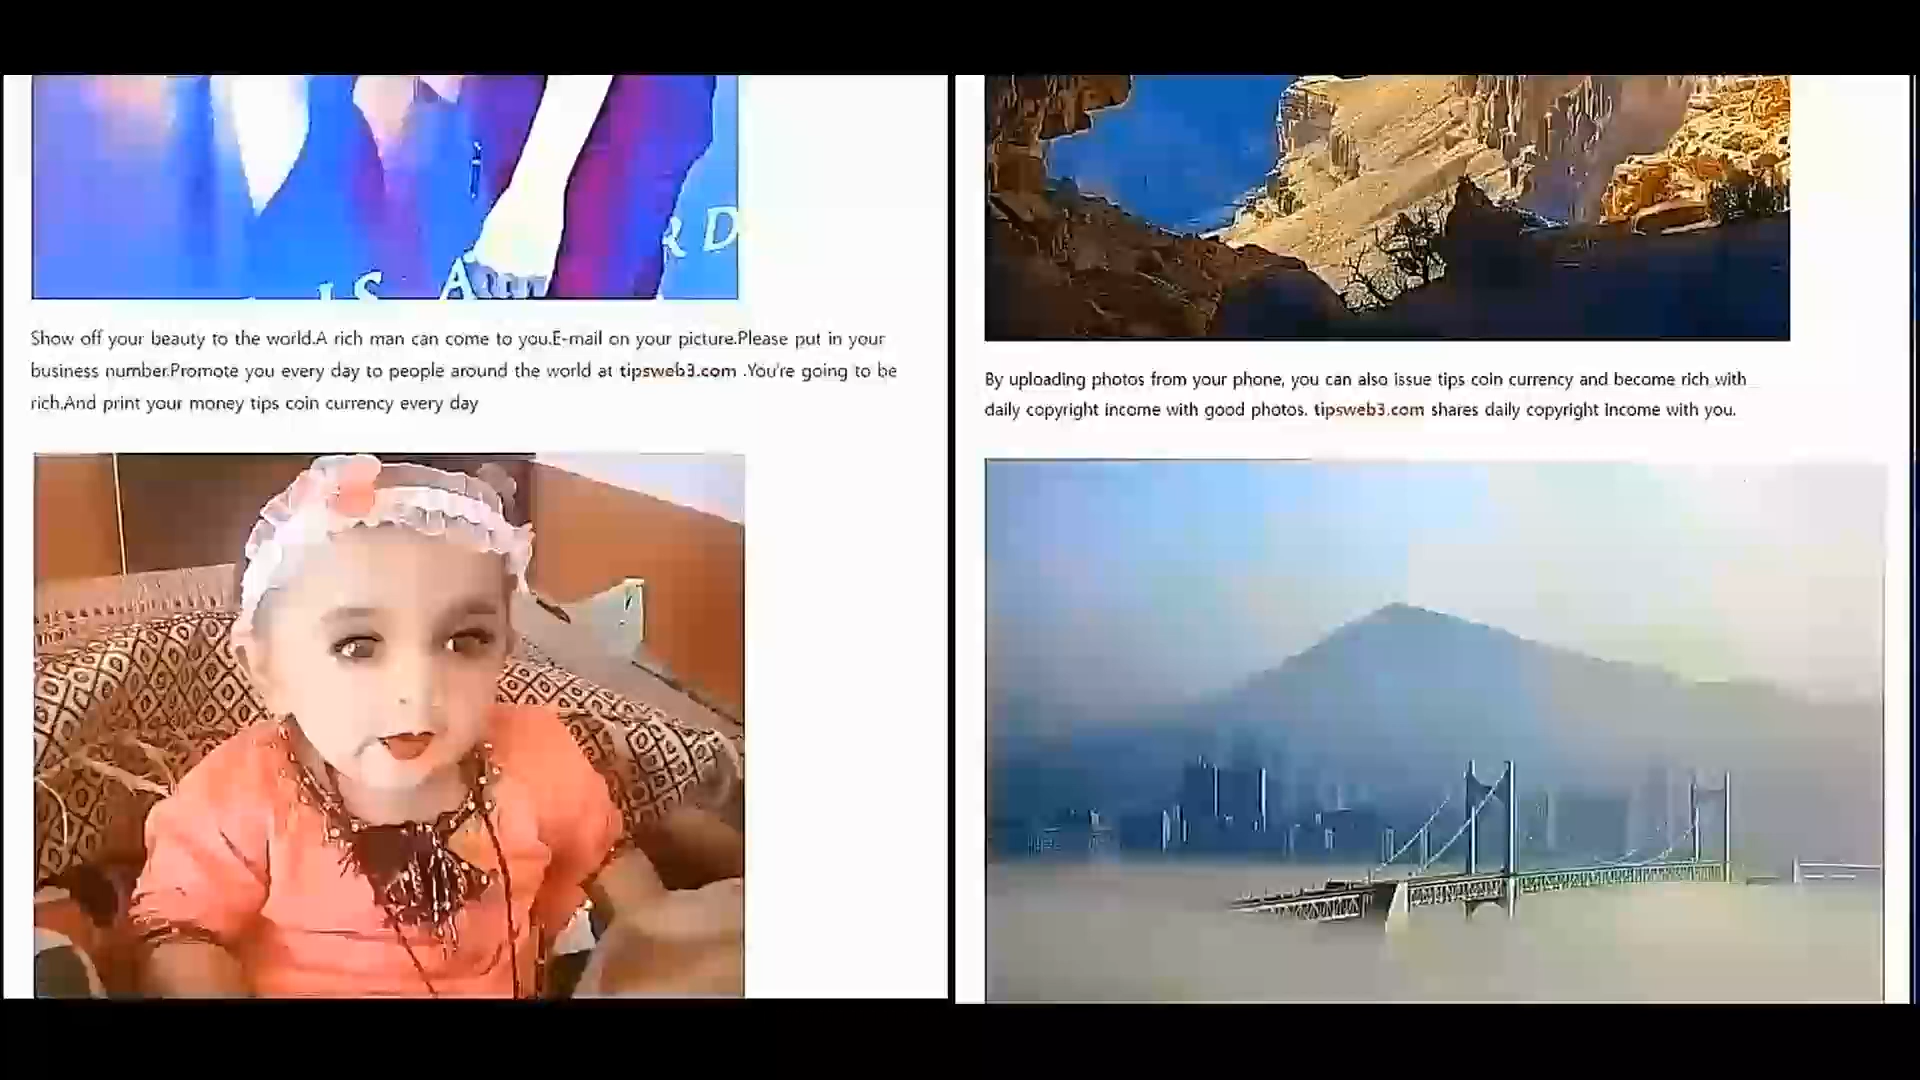 I S A R D
Show off your beauty to the world.A rich man can come to you.E-mail on your picture.Please put in your
business number.Promote you every day to people around the world at tipsweb3.com .You're going to be
rich.And print your money tips coin currency every day
By uploading photos from your phone, you can also issue tips coin currency and become rich with
daily copyright income with good photos. tipsweb3.com shares daily copyright income with you.